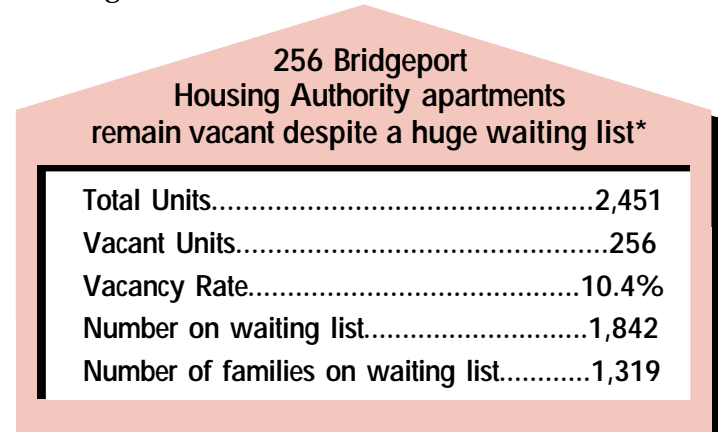 256 Bridgeport
Housing Authority apartments
remain vacant despite a huge waiting list*
Total Units................................................2,451
Vacant Units...............................................256
Vacancy Rate..........................................10.4%
Number on waiting list............................1,842
Number of families on waiting list............1,319